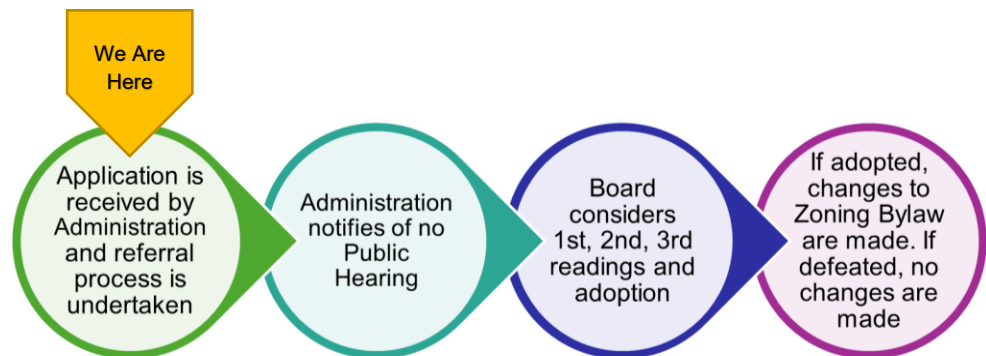 We Are
Here
Application is
received by
Administration
and referral
process is
undertaken
Administration
notifies of no
Public
Hearing
Board
considers
1st, 2nd, 3rd
readings and
adoption
If adopted,
changes to
Zoning Bylaw
are made. If
defeated, no
changes are
made